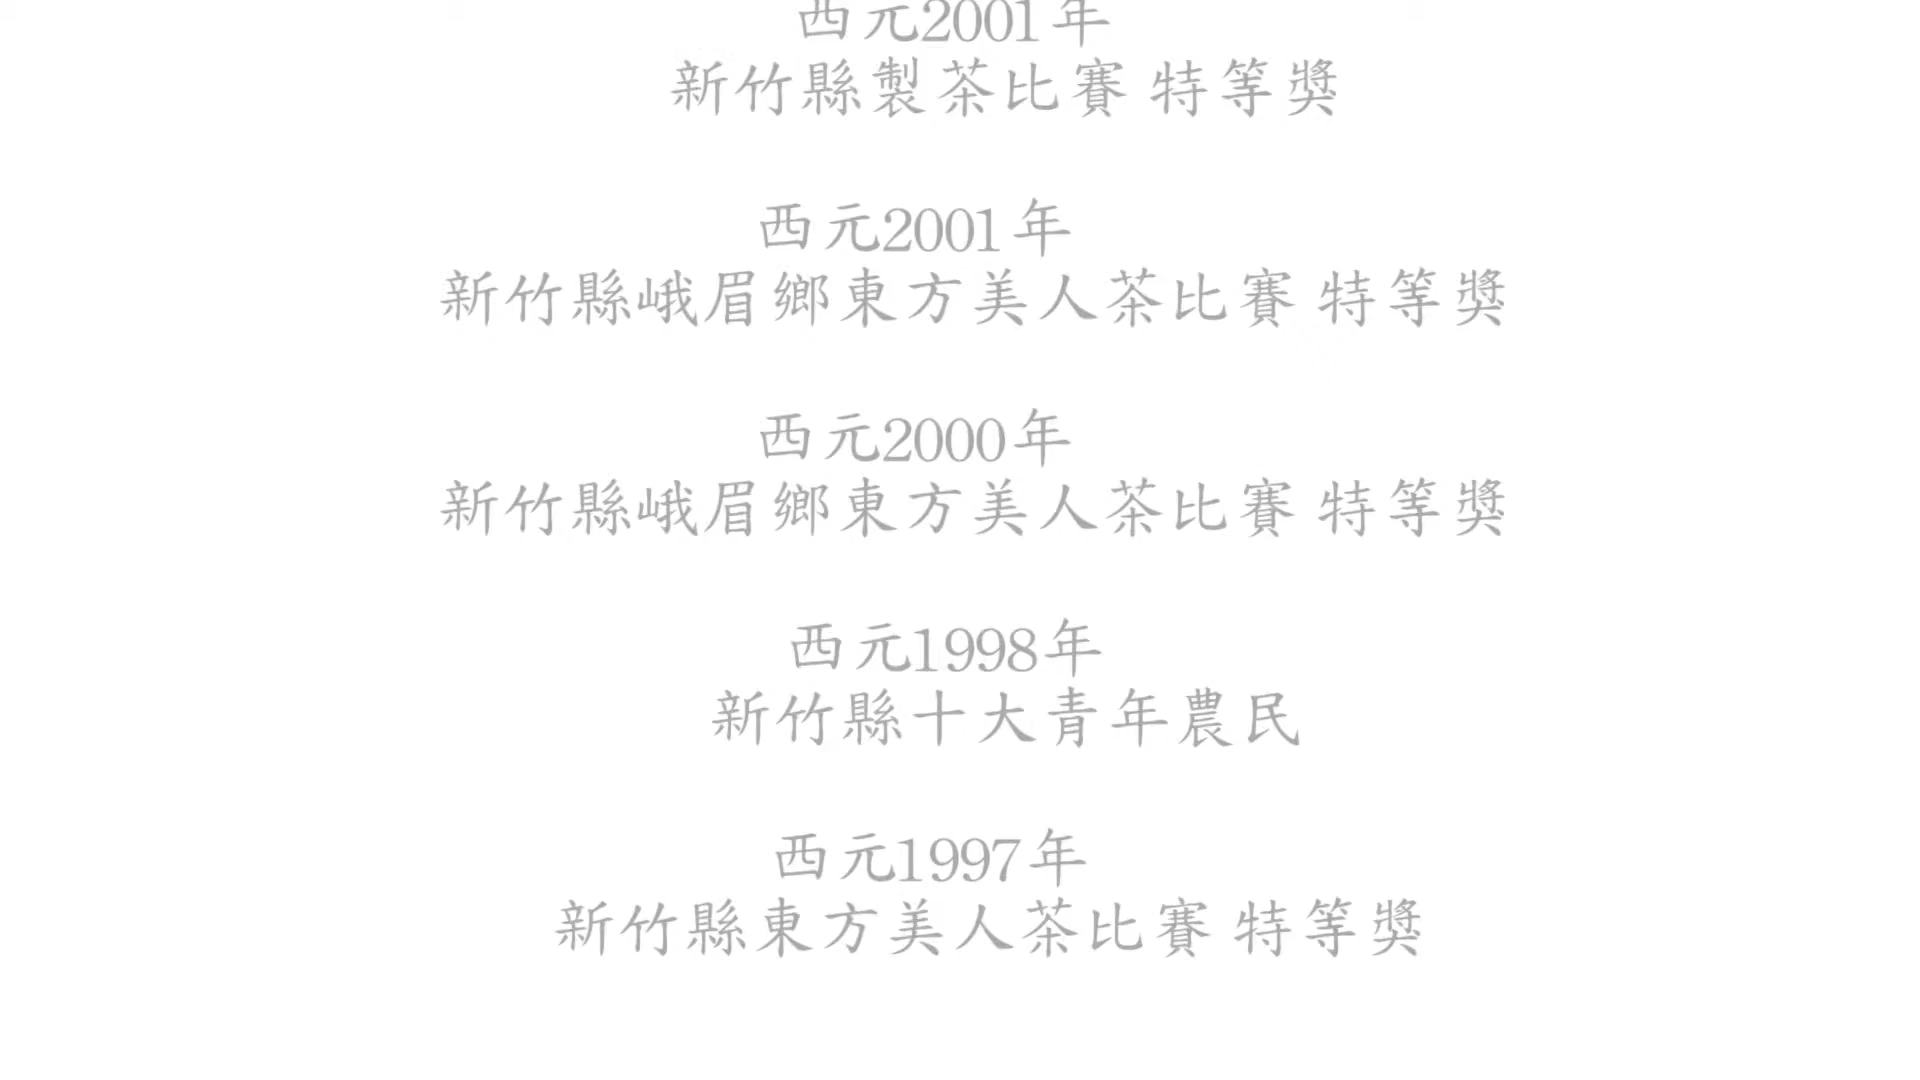 西元2001年
新竹縣製茶比賽 特等獎
西元2001年
新竹縣峨眉鄉東方美人茶比賽 特等獎
西元2000年
新竹縣峨眉鄉東方美人茶比賽 特等獎
西元1998年
新竹縣十大青年農民
西元1997年
新竹縣東方美人茶比賽 特等獎